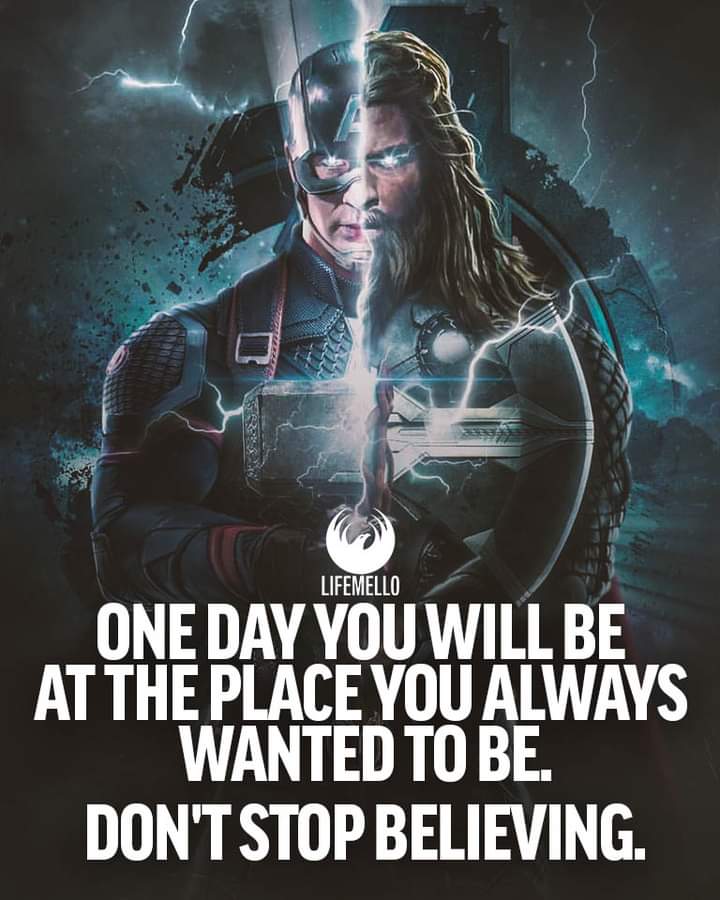 LIFEMELLO
ONE DAY YOU WILL BE
AT THE PLACE YOU ALWAYS
WANTED TO BE.
DON'T STOP BELIEVING.